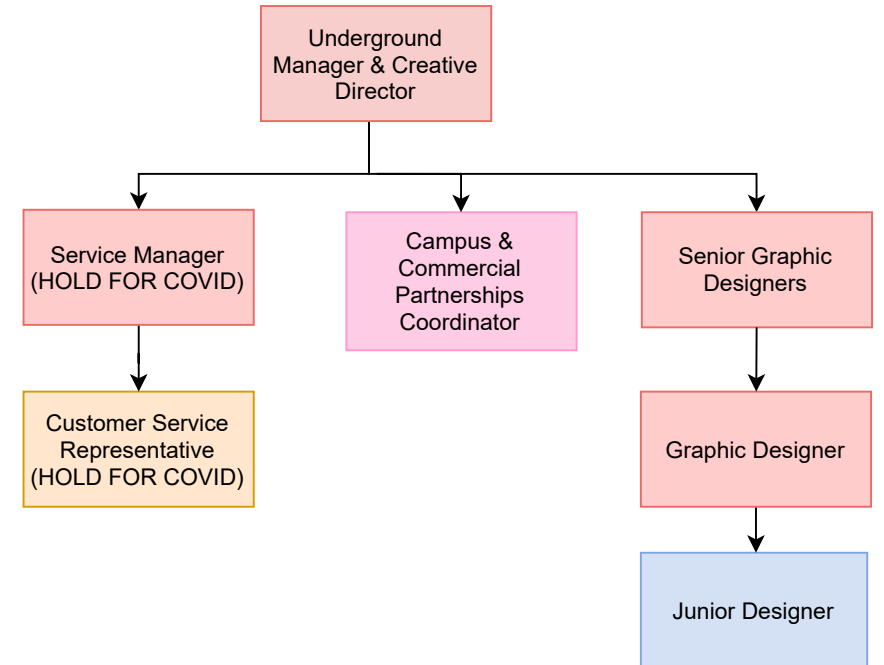 Underground
Manager & Creative
Director
Service Manager
(HOLD FOR COVID)
Campus &
Commercial
Partnerships
Coordinator
Senior Graphic
Designers
Customer Service
Representative
(HOLD FOR COVID)
Graphic Designer
Junior Designer